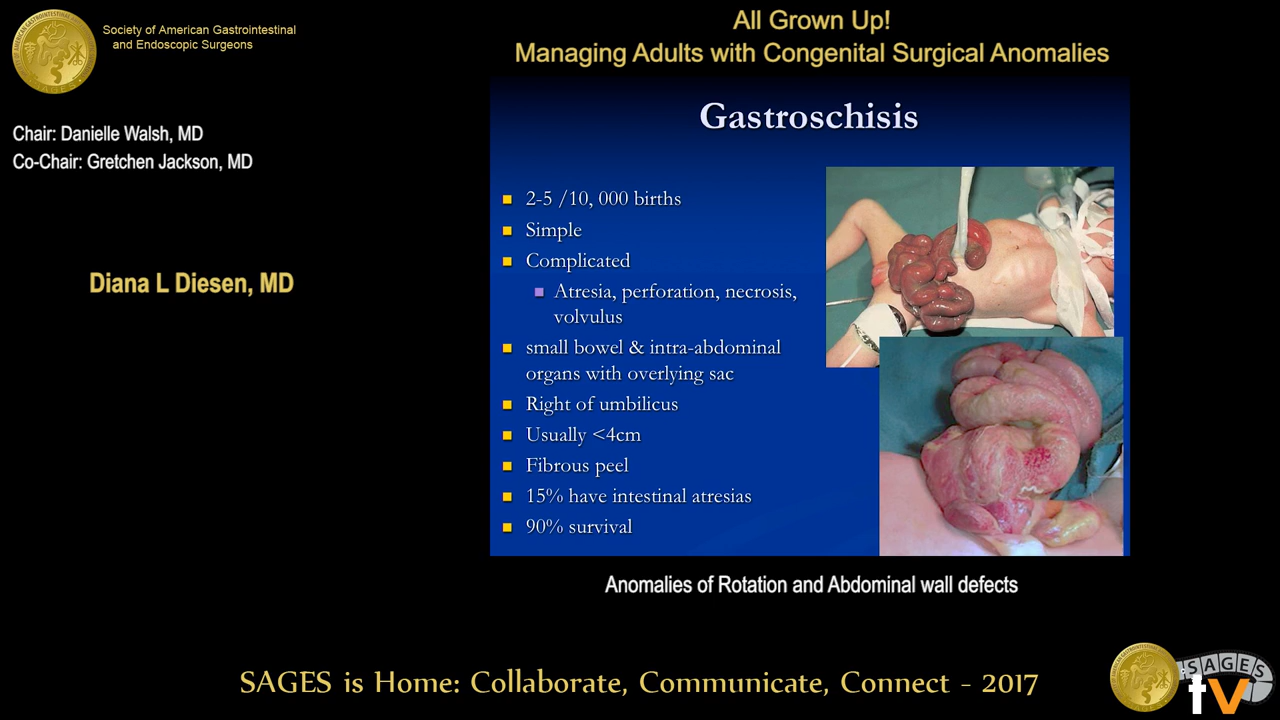 Society of American Gastrointestinal
and Endoscopic Surgeons
All Grown Up!
Managing Adults with Congenital Surgical Anomalies
Chair: Danielle Walsh, MD
Co-Chair: Gretchen Jackson, MD
Diana L Diesen, MD
Gastroschisis
2-5 /10, 000 births
Simple
Complicated
Atresia, perforation, necrosis,
volvulus
small bowel & intra-abdominal
organs with overlying sac
Right of umbilicus
Usually <4cm
Fibrous peel
15% have intestinal atresias
90% survival
Anomalies of Rotation and Abdominal wall defects
SAGES is Home: Collaborate, Communicate, Connect - 2017
SAGES
tv